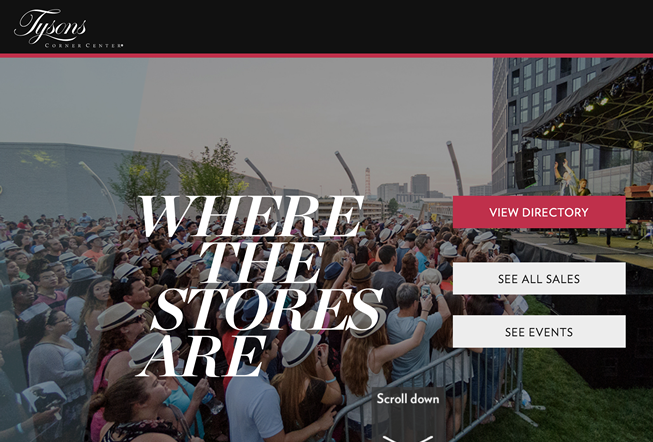 Tysons
CORNER CENTER
WHERE
THE
STORES
ARE
VIEW DIRECTORY
SEE ALL SALES
SEE EVENTS
Scroll down